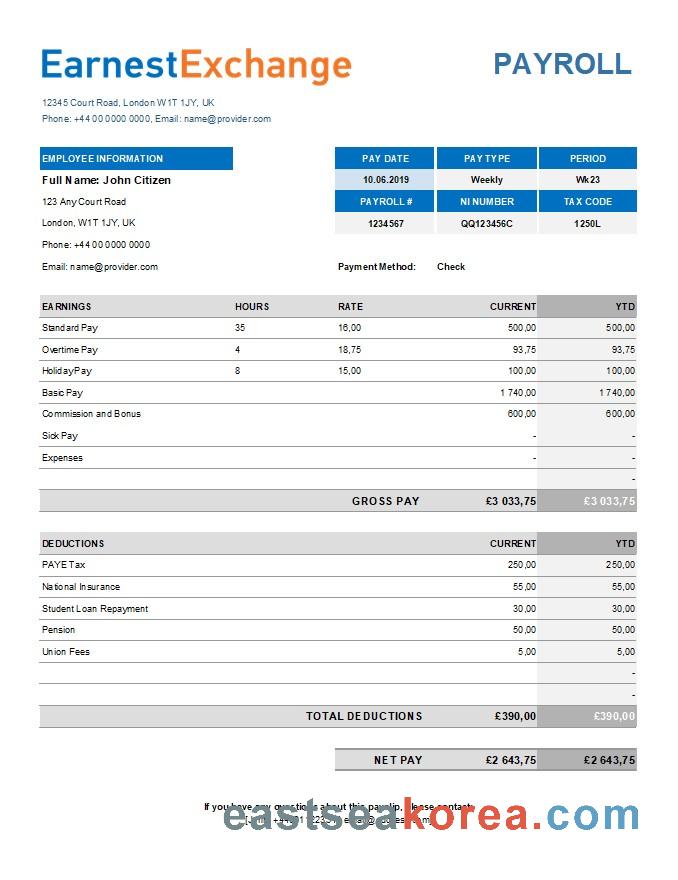 EarnestExchange
PAYROLL
12345 Court Road, London W1T 1JY, UK
Phone: +44 00 0000 0000, Email: name@provider.com
EMPLOYEE INFORMATION PAY DATE PAY TYPE PERIOD
Full Name: John Citizen 10.06.2019 Weekly Wk23
123 Any Court Road PAYROLL # NI NUMBER TAX CODE
London, W1T 1JY, UK 1234567 QQ123456C 1250L
Phone: +44 00 0000 0000
Email: name@provider.com Payment Method: Check
EARNINGS HOURS RATE CURRENT YTD
Standard Pay 35 16,00 500,00 500,00
Overtime Pay 4 18,75 93,75 93,75
Holiday Pay 8 15,00 100,00 100,00
Basic Pay 1 740,00 1 740,00
Commission and Bonus 600,00 600,00
Sick Pay - -
Expenses - -
-
GROSS PAY £3 033,75 £3 033,75
DEDUCTIONS CURRENT YTD
PAYE Tax 250,00 250,00
National Insurance 55,00 55,00
Student Loan Repayment 30,00 30,00
Pension 50,00 50,00
Union Fees 5,00 5,00
-
-
TOTAL DEDUCTIONS £390,00 £390,00
NET PAY £2 643,75 £2 643,75
If you have any questions about this payslip, please contact:
eastseakorea.com